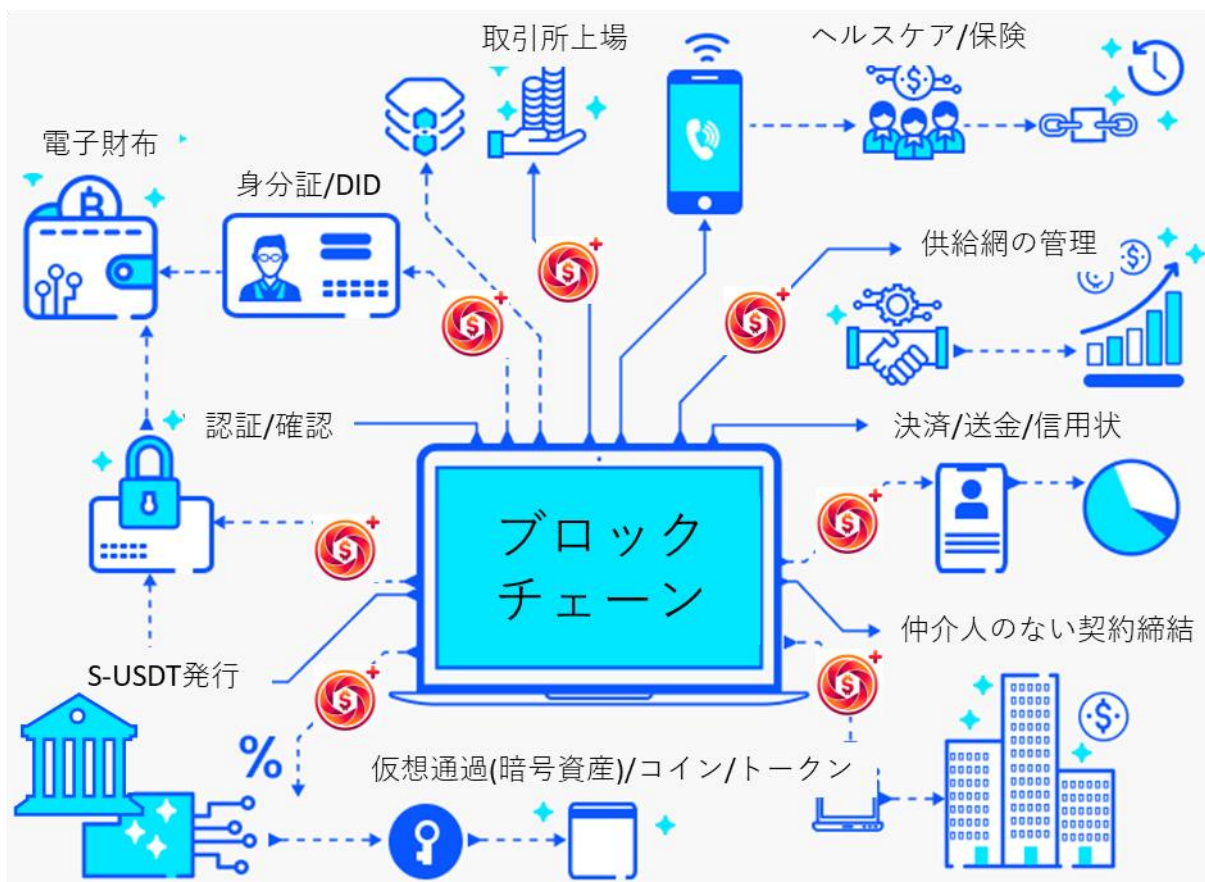 取引所上場
ヘルスケア/保険
電子財布
身分証/DID
供給網の管理
認証/確認
決済/送金/信用状
ブロック
チェーン
仲介人のない契約締結
S-USDT発行
%
仮想通過(暗号資産)/コイン/トークン